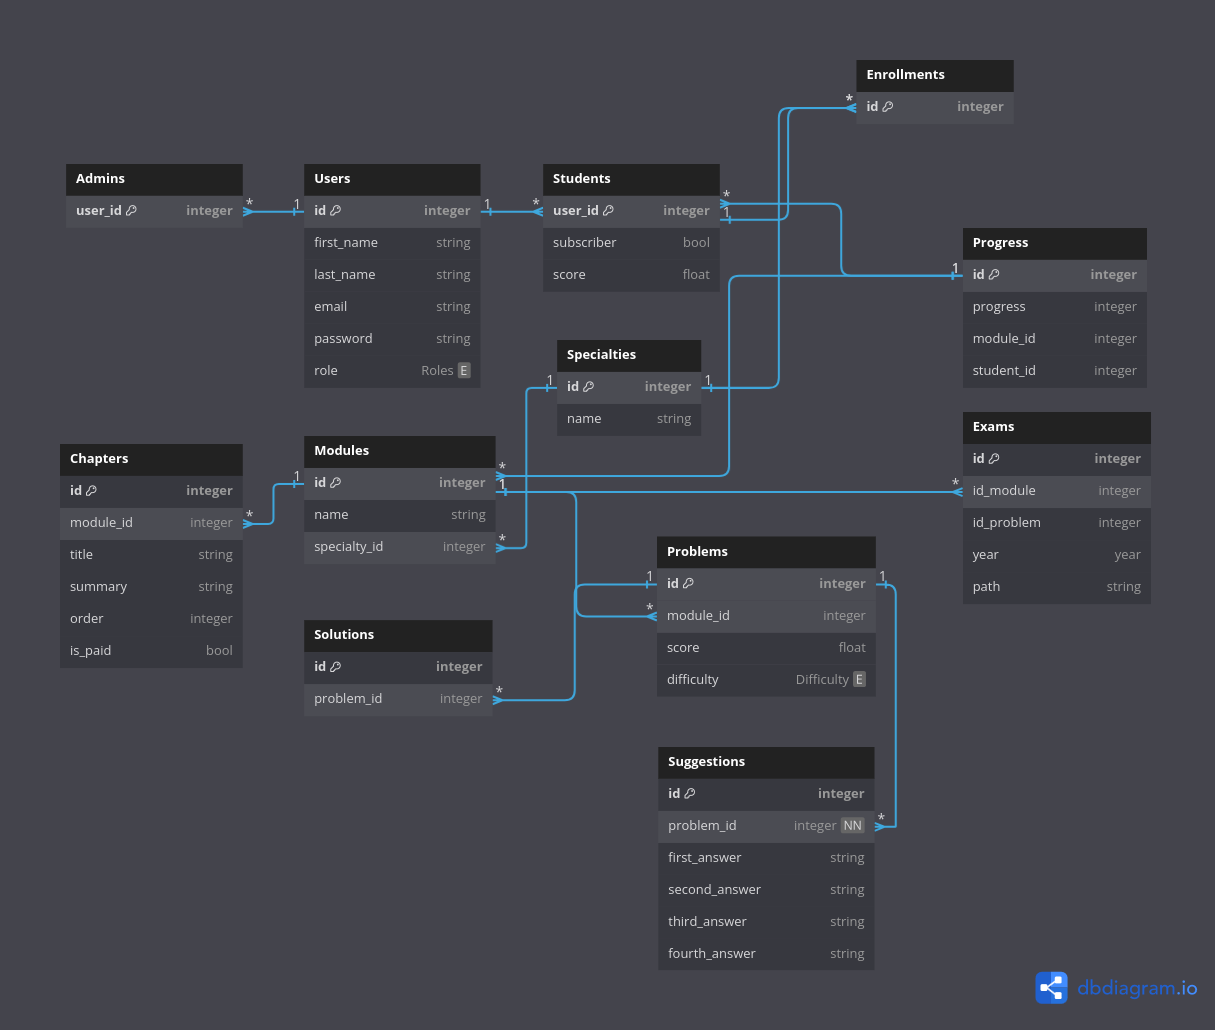 Enrollments
id integer
Admins
user_id integer
Users
id integer
first_name string
last_name string
email string
password string
role Roles E
Students
user_id integer
subscriber bool
score float
Progress
id integer
progress integer
module_id integer
student_id integer
Specialties
id integer
name string
Chapters
id integer
module_id integer
title string
summary string
order integer
is_paid bool
Modules
id integer
name string
specialty_id integer
Exams
id integer
id_module integer
id_problem integer
year year
path string
Problems
id integer
module_id integer
score float
difficulty Difficulty E
Solutions
id integer
problem_id integer
Suggestions
id integer
problem_id integer NN
first_answer string
second_answer string
third_answer string
fourth_answer string
* 1 1 * * 1 * 1
1 1
1 * * 1 * *
1 * 1
* *
dbdiagram.io